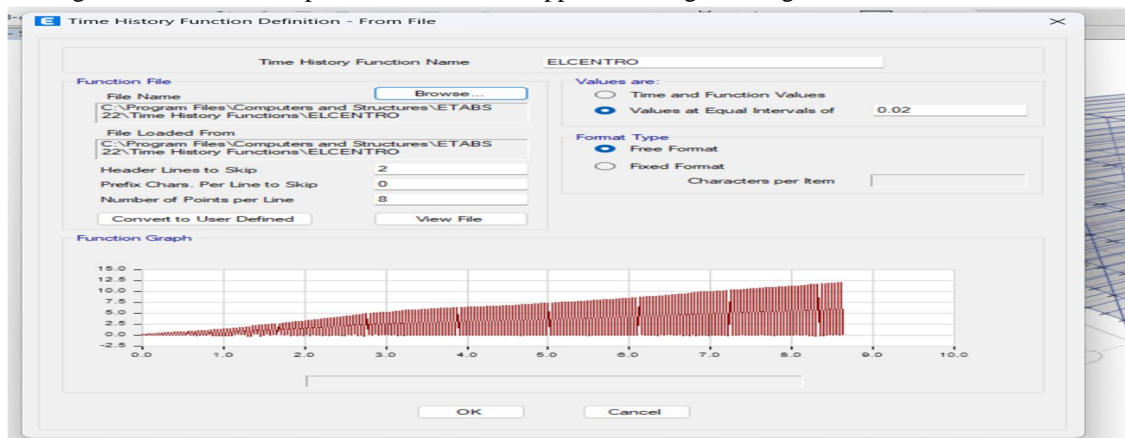 Time History Function Definition - From File
Time History Function Name
ELCENTRO
Function File
File Name
Browse...
C:\Program Files\Computers and Structures\ETABS
22\Time History Functions\ELCENTRO
File Loaded From
C:\Program Files\Computers and Structures\ETABS
22\Time History Functions\ELCENTRO
Header Lines to Skip
2
Prefix Chars. Per Line to Skip
0
Number of Points per Line
8
Convert to User Defined
View File
Values are:
Time and Function Values
Values at Equal Intervals of
0.02
Format Type
Free Format
Fixed Format
Characters per Item
Function Graph
15.0
12.5
10.0
7.5
5.0
2.5
0.0
-2.5
0.0 1.0 2.0 3.0 4.0 5.0 6.0 7.0 8.0 9.0 10.0
OK
Cancel